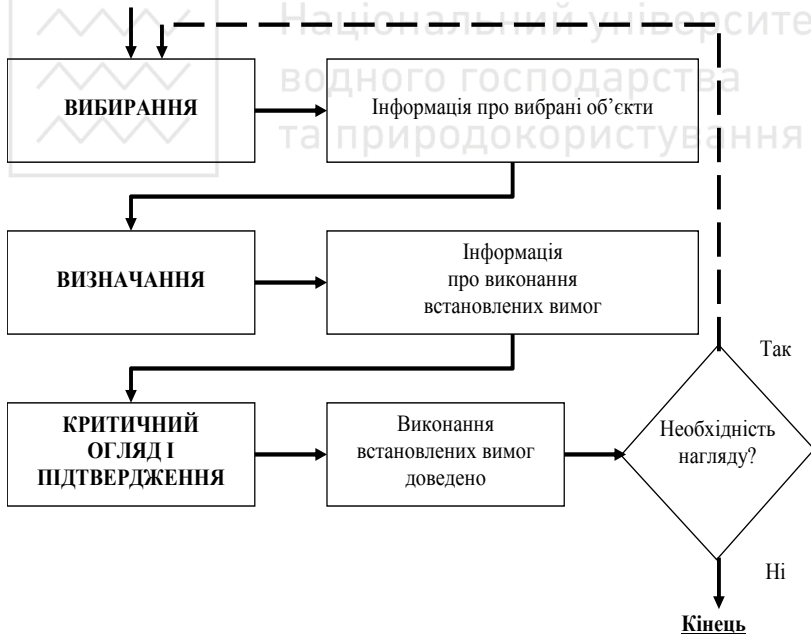 Національний університе
водного господарства
та природокористування
ВИБИРАННЯ
Інформація про вибрані об’єкти
ВИЗНАЧАННЯ
Інформація
про виконання
встановлених вимог
КРИТИЧНИЙ
ОГЛЯД І
ПІДТВЕРДЖЕННЯ
Виконання
встановлених вимог
доведено
Необхідність
нагляду?
Так
Ні
Кінець